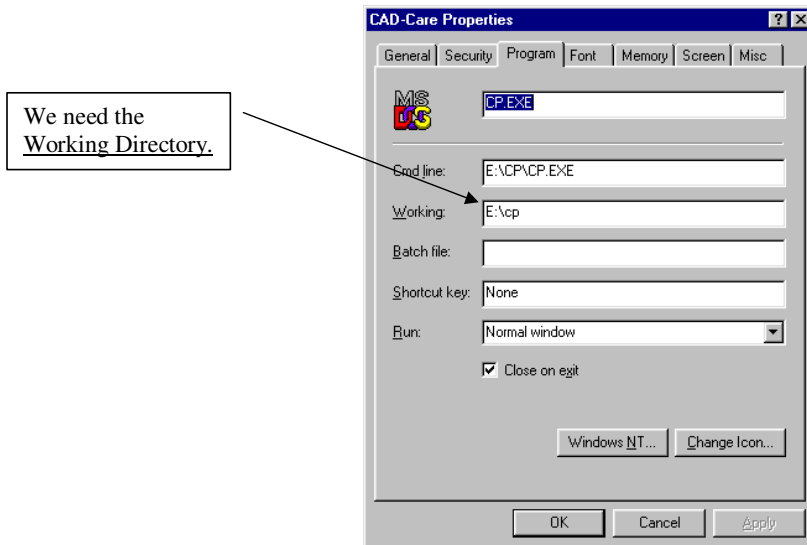 CAD-Care Properties
General Security Program Font Memory Screen Misc
MS
DOS
CP.EXE
We need the
Working Directory.
Cmd line: E:\CP\CP.EXE
Working: E:\cp
Batch file:
Shortcut key: None
Run: Normal window
Close on exit
Windows NT... Change Icon...
OK Cancel Apply